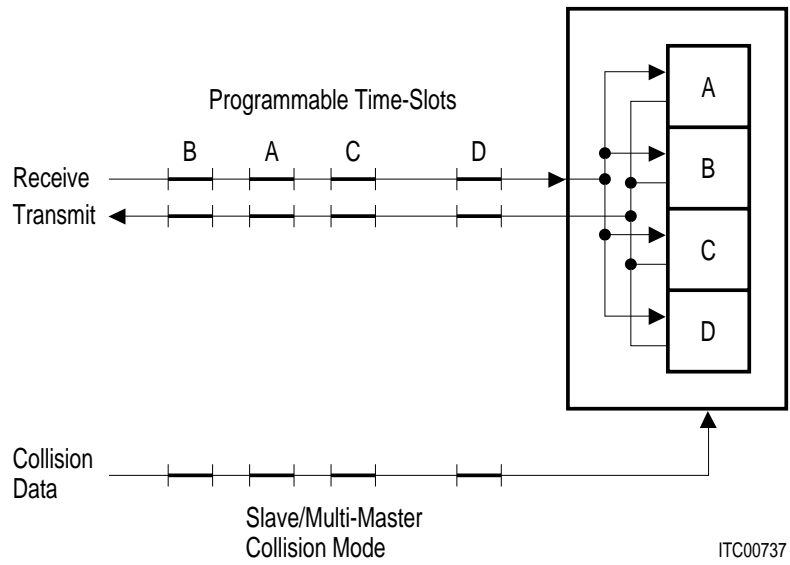 Programmable Time-Slots
B A C D
Receive
Transmit
A
B
C
D
Collision
Data
Slave/Multi-Master
Collision Mode
ITC00737